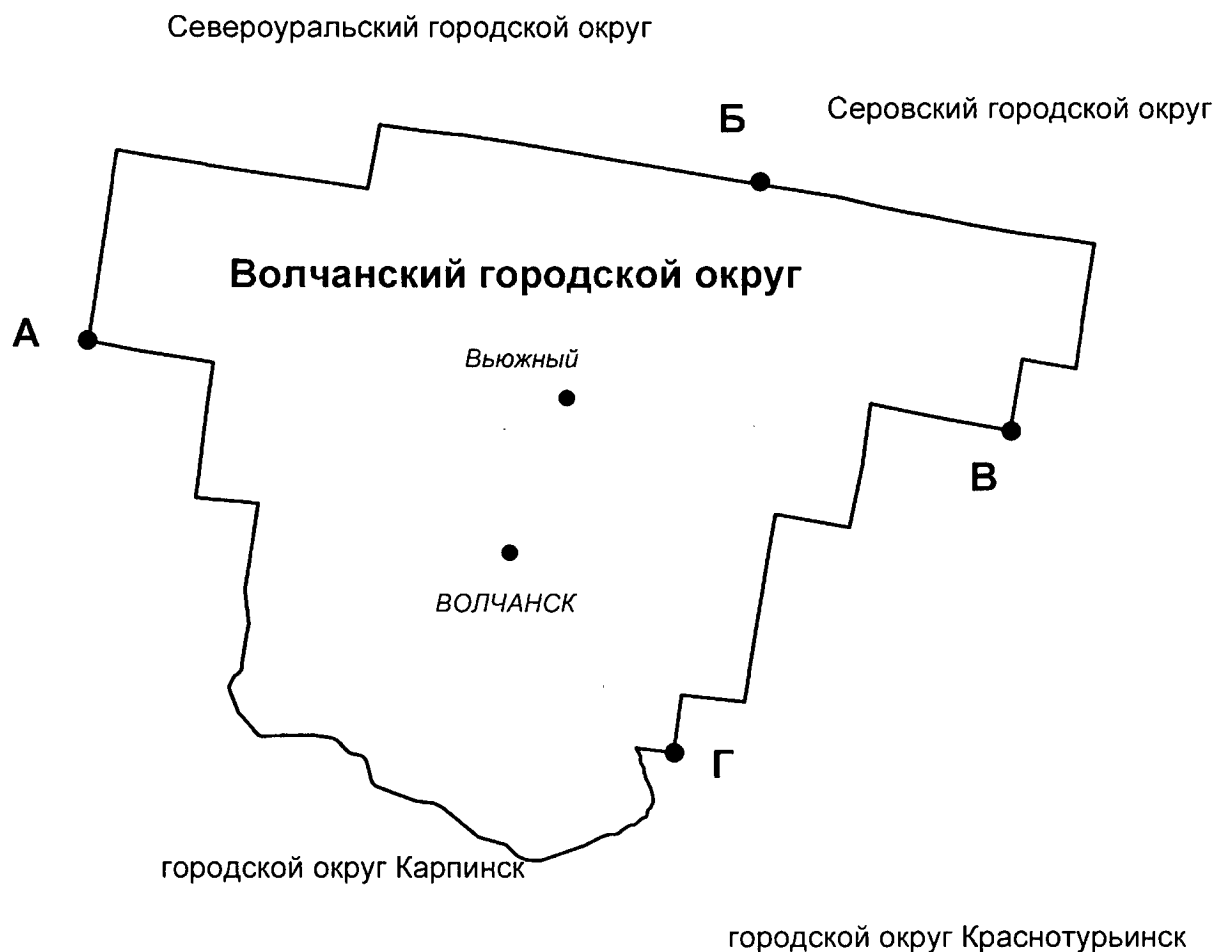 Североуральский городской округ
Серовский городской округ
Б
Волчанский городской округ
А
Вьюжный
В
ВОЛЧАНСК
Г
городской округ Карпинск
городской округ Краснотурьинск